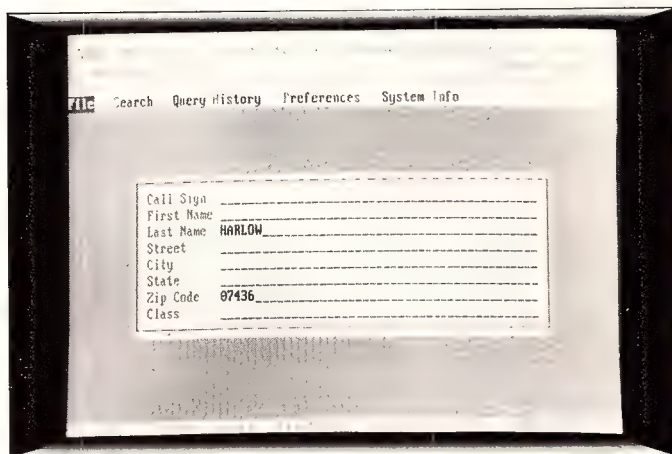 File Search Query History Preferences System Info
Call Sign
First Name
Last Name HARLOW
Street
City
State
Zip Code 07436
Class